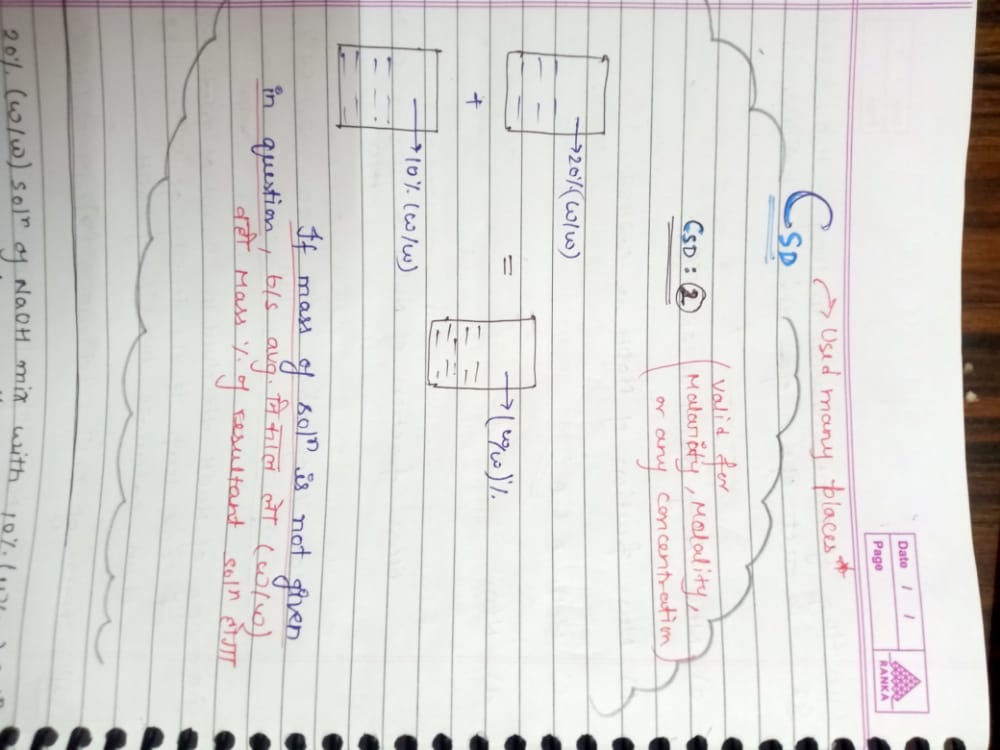 Date / /
Page
RANKA
CSD → Used many places*
CSD : ② (Valid for
Molarity, Molality,
or any concentration)
→ 20% (w/w)
+ =
→ (w/w)%
→ 10% (w/w)
If mass of solⁿ is not given
in question, b/s avg. निकाल लो (w/w)
वही Mass % of resultant solⁿ होगा
20% (w/w) solⁿ of NaOH mix with 10%